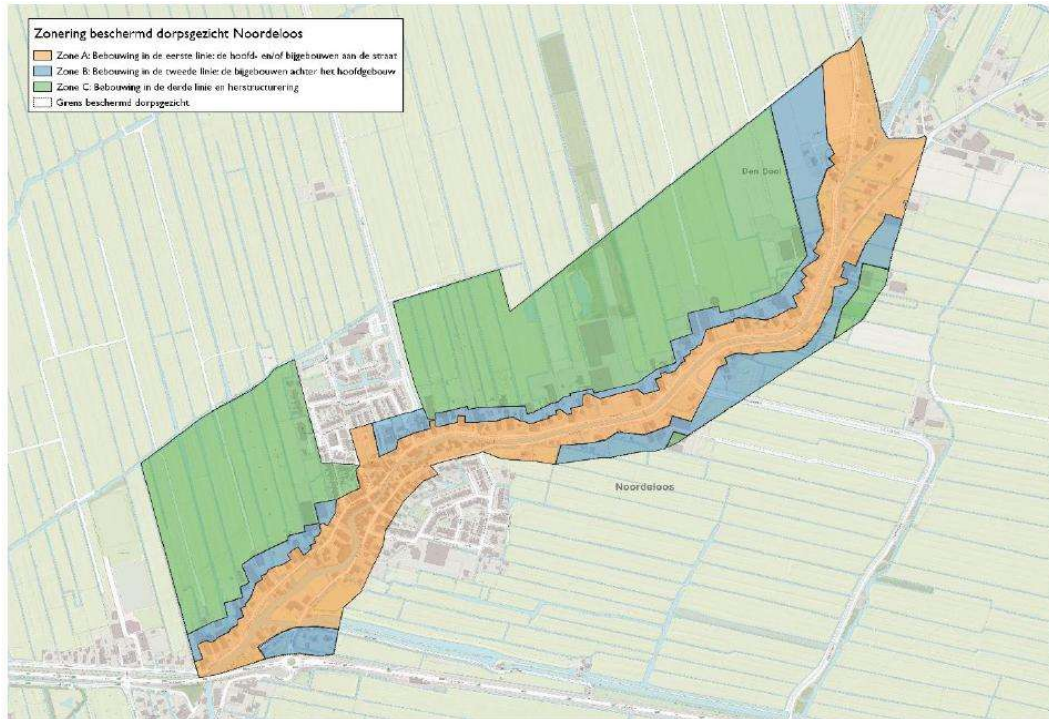 Zonering beschermd dorpsgezicht Noordeloos
Zone A: Bebouwing in de eerste linie: de hoofd- en/of bijgebouwen aan de straat
Zone B: Bebouwing in de tweede linie: de bijgebouwen achter het hoofdgebouw
Zone C: Bebouwing in de derde linie en herstructurering
Girens beschermd dorpsgezicht
Den Dool
Noordeloos